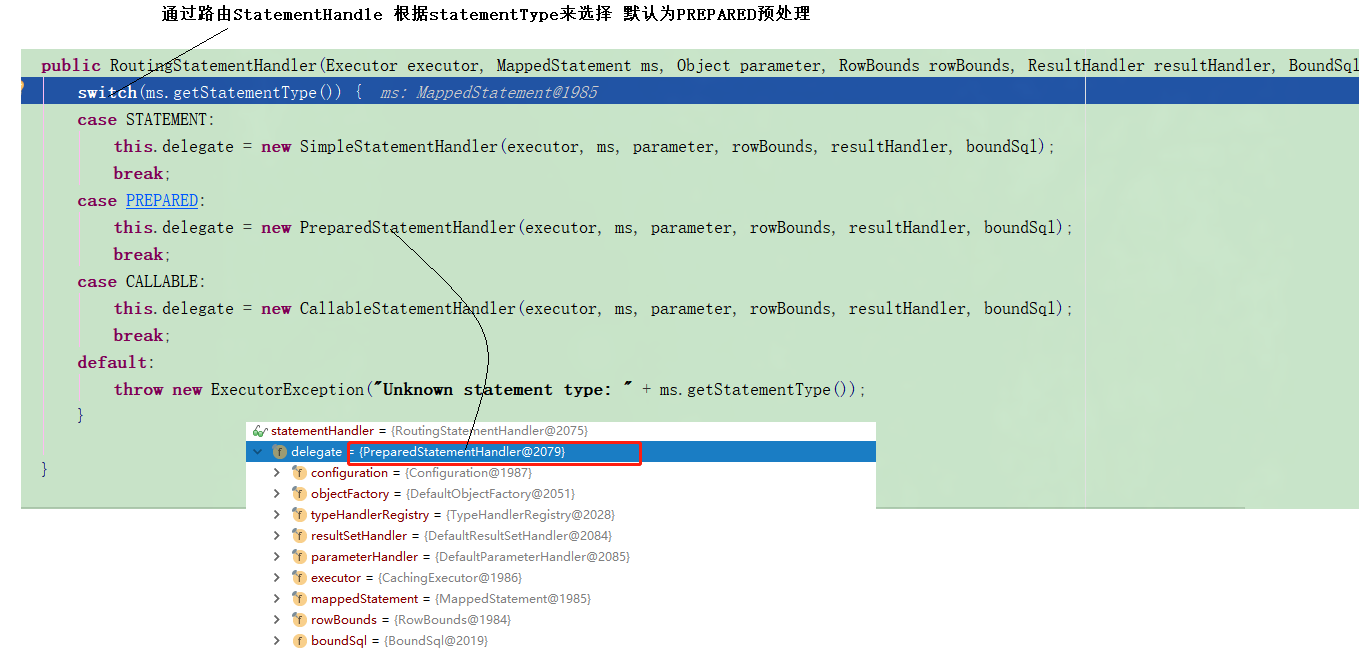 通过路由StatementHandle 根据statementType来选择 默认为PREPARED预处理
public RoutingStatementHandler(Executor executor, MappedStatement ms, Object parameter, RowBounds rowBounds, ResultHandler resultHandler, BoundSql
switch(ms.getStatementType()) { ms: MappedStatement@1985
case STATEMENT:
this.delegate = new SimpleStatementHandler(executor, ms, parameter, rowBounds, resultHandler, boundSql);
break;
case PREPARED:
this.delegate = new PreparedStatementHandler(executor, ms, parameter, rowBounds, resultHandler, boundSql);
break;
case CALLABLE:
this.delegate = new CallableStatementHandler(executor, ms, parameter, rowBounds, resultHandler, boundSql);
break;
default:
throw new ExecutorException("Unknown statement type: " + ms.getStatementType());
}
}
statementHandler = {RoutingStatementHandler@2075}
delegate = {PreparedStatementHandler@2079}
configuration = {Configuration@1987}
objectFactory = {DefaultObjectFactory@2051}
typeHandlerRegistry = {TypeHandlerRegistry@2028}
resultSetHandler = {DefaultResultSetHandler@2084}
parameterHandler = {DefaultParameterHandler@2085}
executor = {CachingExecutor@1986}
mappedStatement = {MappedStatement@1985}
rowBounds = {RowBounds@1984}
boundSql = {BoundSql@2019}